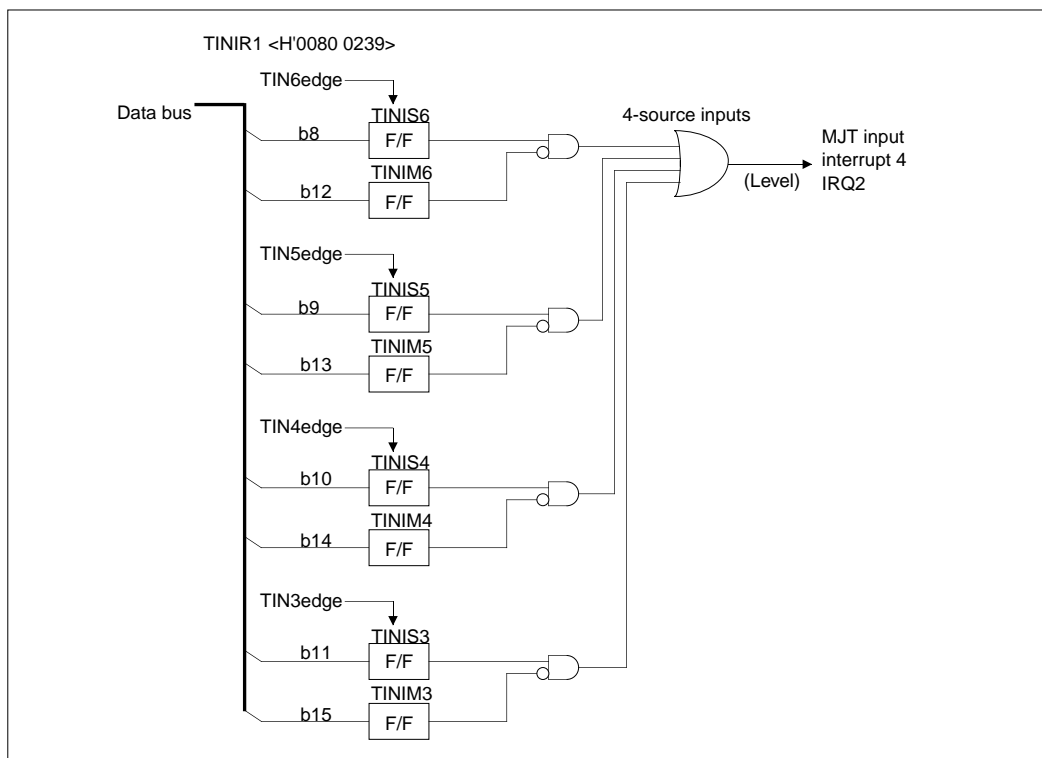 TINIR1 <H'0080 0239>
TIN6edge
Data bus
TINIS6
b8
F/F
TINIM6
b12
F/F
4-source inputs
MJT input
interrupt 4
IRQ2
(Level)
TIN5edge
TINIS5
b9
F/F
TINIM5
b13
F/F
TIN4edge
TINIS4
b10
F/F
TINIM4
b14
F/F
TIN3edge
TINIS3
b11
F/F
TINIM3
b15
F/F